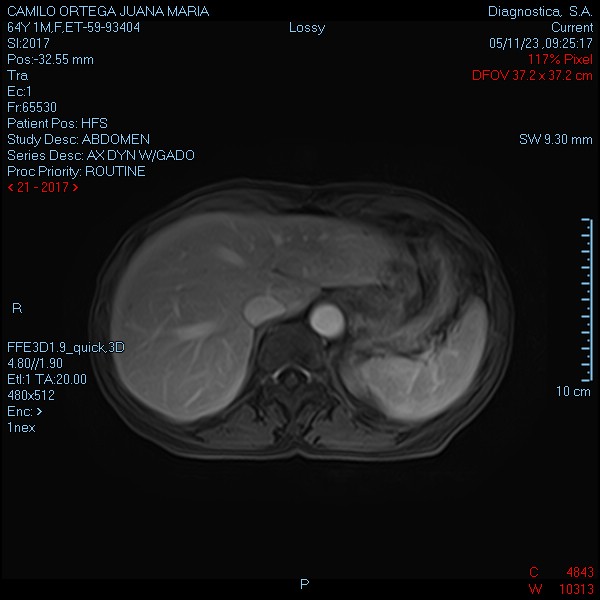 CAMILO ORTEGA JUANA MARIA
64Y 1M,F,ET-59-93404
SI:2017
Pos:-32.55 mm
Tra
Ec:1
Fr:65530
Patient Pos: HFS
Study Desc: ABDOMEN
Series Desc: AX DYN W/GADO
Proc Priority: ROUTINE
< 21 - 2017 >
Lossy
Diagnostica, S.A.
Current
05/11/23 ,09:25:17
117% Pixel
DFOV 37.2 x 37.2 cm
SW 9.30 mm
R
10 cm
FFE3D1.9_quick,3D
4.80//1.90
Etl:1 TA:20.00
480x512
Enc: >
1nex
P
C 4843
W 10313